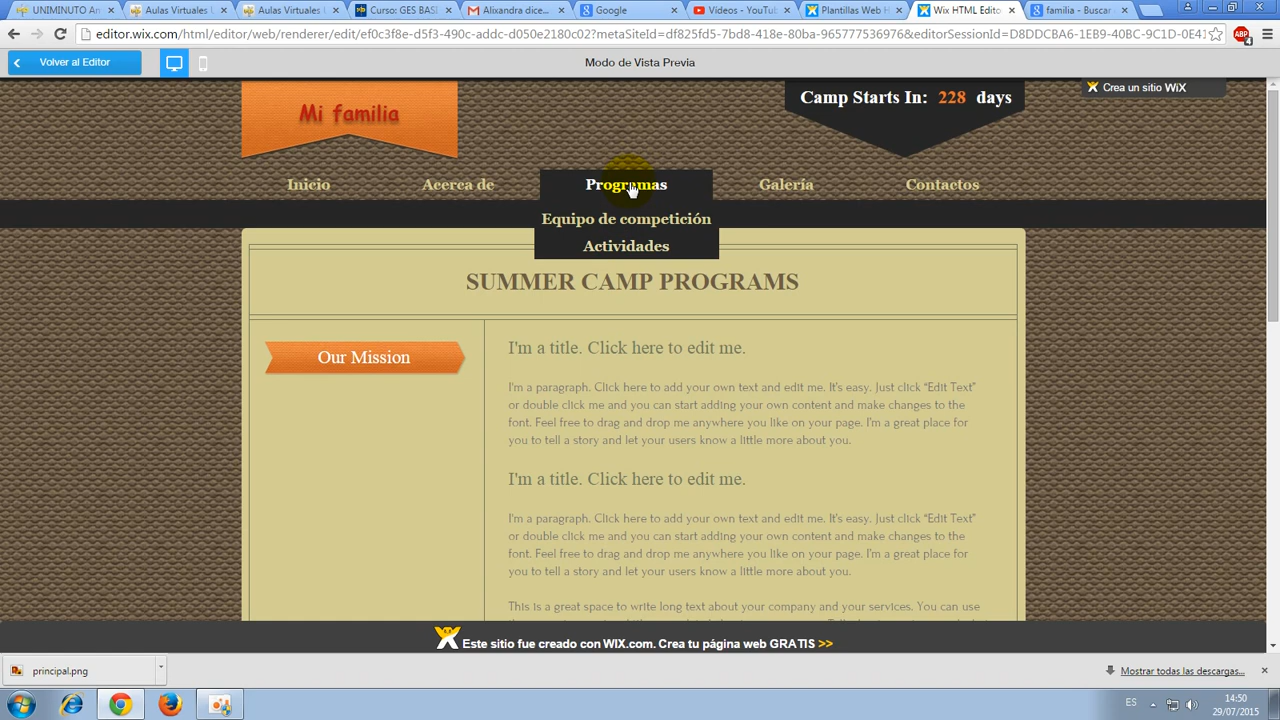 UNIMINUTO An
Aulas Virtuales
Aulas Virtuales
Curso: GES BASE
Alixandra dice...
Google
Vídeos - YouTu
Plantillas Web H
Wix HTML Edito
familia - Buscar
editor.wix.com/html/editor/web/renderer/edit/ef0c3f8e-d5f3-490c-addc-d05062180c02?metaSiteId=df825fd5-7bd8-418e-80ba-965777536976&editorSessionId=D8DDCBA6-1EB9-40BC-9C1D-0E41
Volver al Editor
Modo de Vista Previa
Mi familia
Camp Starts In: 228 days
Crea un sitio WiX
Inicio Acerca de Programas Galería Contactos
Equipo de competición
Actividades
SUMMER CAMP PROGRAMS
Our Mission
I'm a title. Click here to edit me.
I'm a paragraph. Click here to add your own text and edit me. It's easy. Just click “Edit Text”
or double click me and you can start adding your own content and make changes to the
font. Feel free to drag and drop me anywhere you like on your page. I'm a great place for
you to tell a story and let your users know a little more about you.
I'm a title. Click here to edit me.
I'm a paragraph. Click here to add your own text and edit me. It's easy. Just click “Edit Text”
or double click me and you can start adding your own content and make changes to the
font. Feel free to drag and drop me anywhere you like on your page. I'm a great place for
you to tell a story and let your users know a little more about you.
This is a great space to write long text about your company and your services. You can use
Este sitio fue creado con WIX.com. Crea tu página web GRATIS >>
principal.png
Mostrar todas las descargas...
ES
14:50
29/07/2015